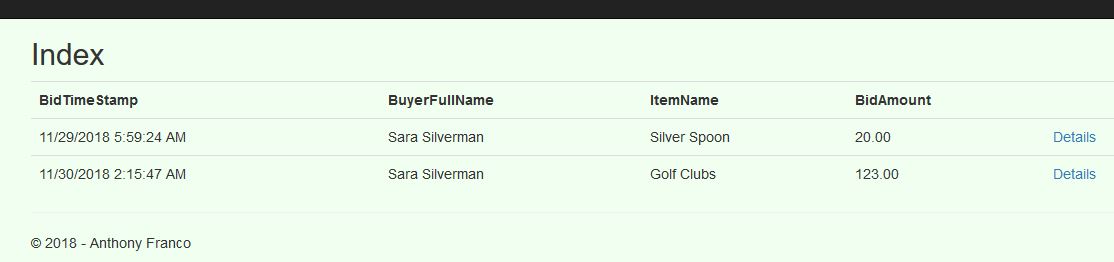 Index
BidTimeStamp BuyerFullName ItemName BidAmount
11/29/2018 5:59:24 AM Sara Silverman Silver Spoon 20.00 Details
11/30/2018 2:15:47 AM Sara Silverman Golf Clubs 123.00 Details
© 2018 - Anthony Franco